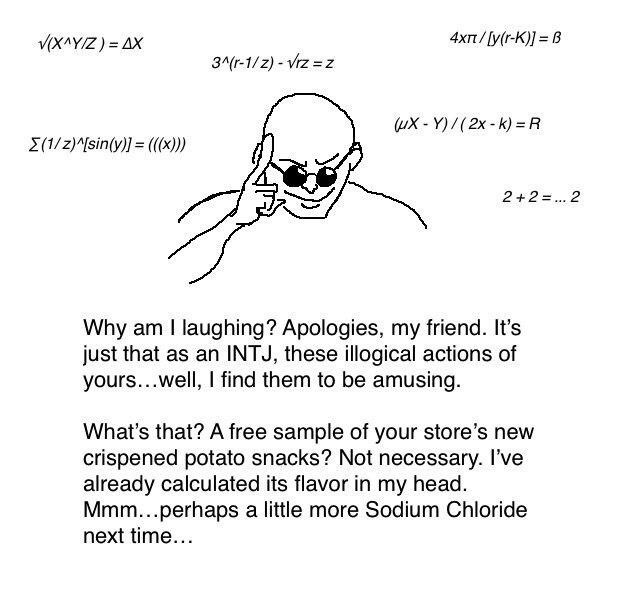 √(X^Y/Z ) = ΔX
3^(r-1/z) - √rz = z
4xπ / [y(r-K)] = ß
∑(1/z)^[sin(y)] = (((x)))
(µX - Y) / ( 2x - k) = R
2 + 2 = ... 2
Why am I laughing? Apologies, my friend. It’s
just that as an INTJ, these illogical actions of
yours…well, I find them to be amusing.
What’s that? A free sample of your store’s new
crispened potato snacks? Not necessary. I’ve
already calculated its flavor in my head.
Mmm…perhaps a little more Sodium Chloride
next time…